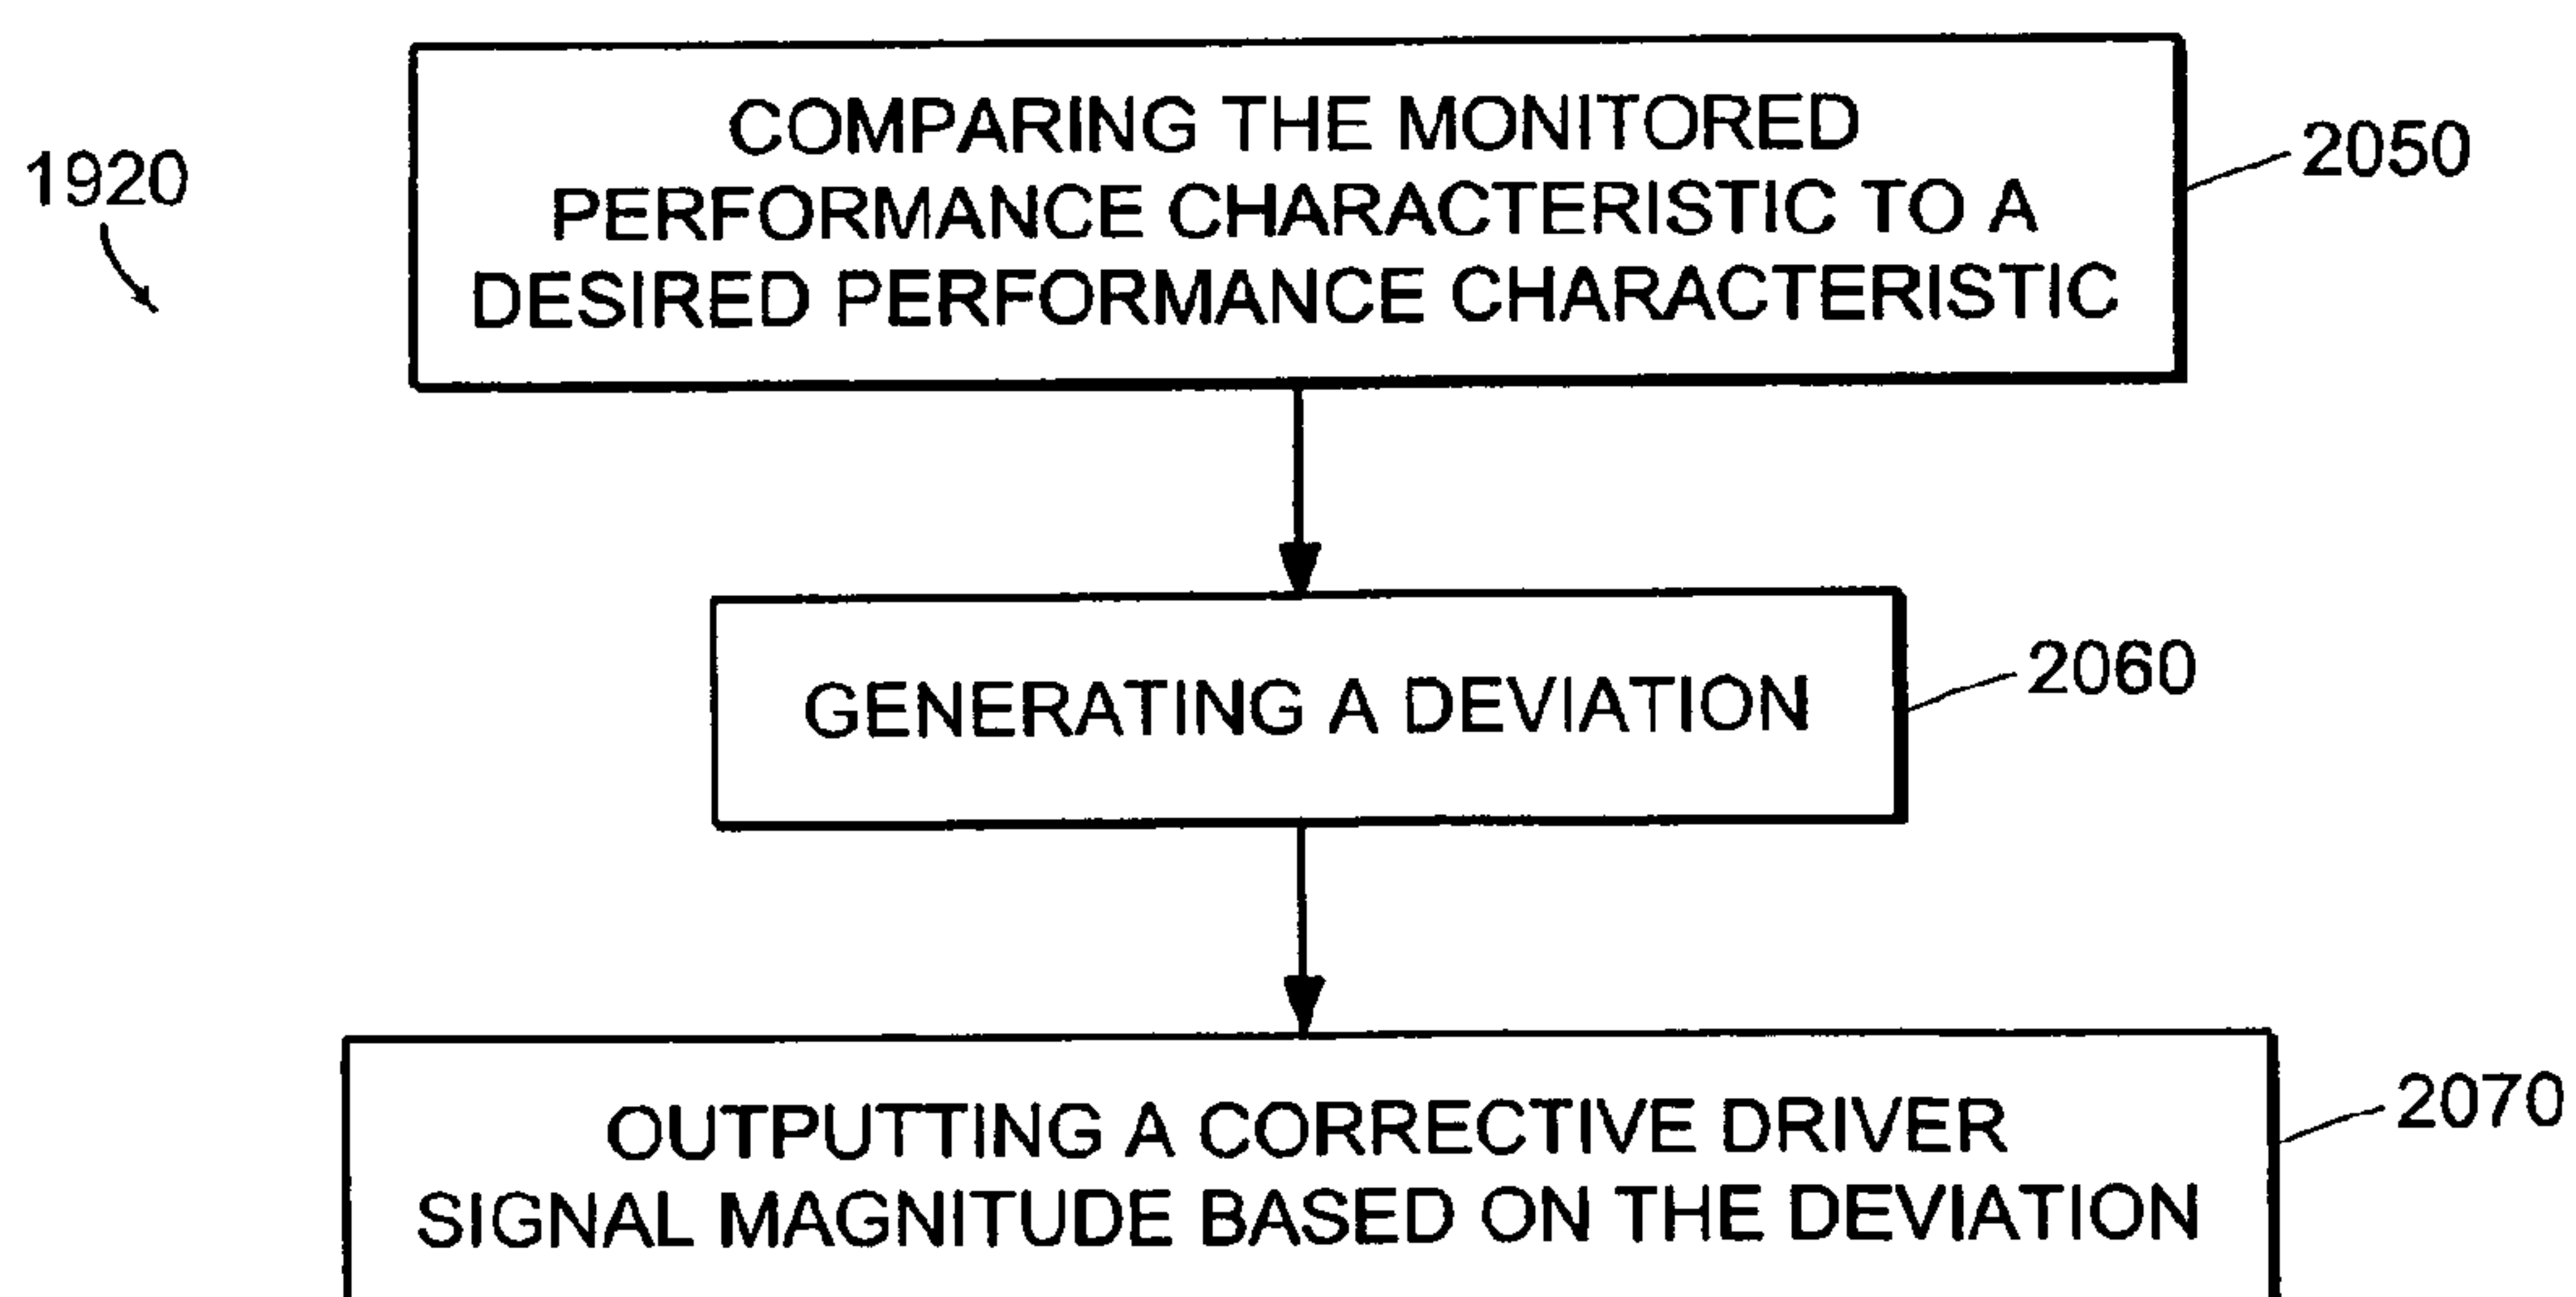 1920
COMPARING THE MONITORED
PERFORMANCE CHARACTERISTIC TO A
DESIRED PERFORMANCE CHARACTERISTIC
2050
GENERATING A DEVIATION
2060
OUTPUTTING A CORRECTIVE DRIVER
SIGNAL MAGNITUDE BASED ON THE DEVIATION
2070